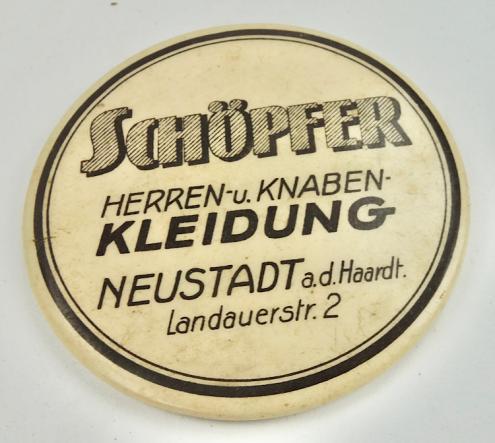 SCHÖPFER
HERREN-u. KNABEN-
KLEIDUNG
NEUSTADT a.d.Haardt.
Landauerstr. 2